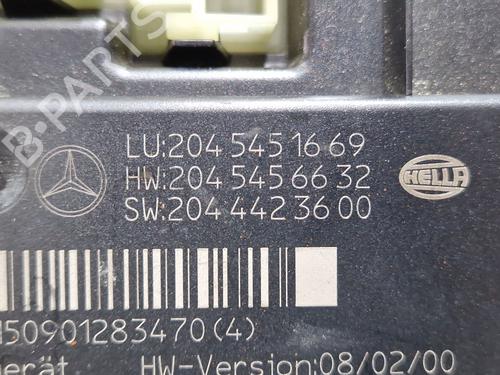 B-PARTS
LU:204 545 16 69
HW:204 545 66 32
SW:204 442 36 00
HELLA
150901283470(4)
HW-Version:08/02/00